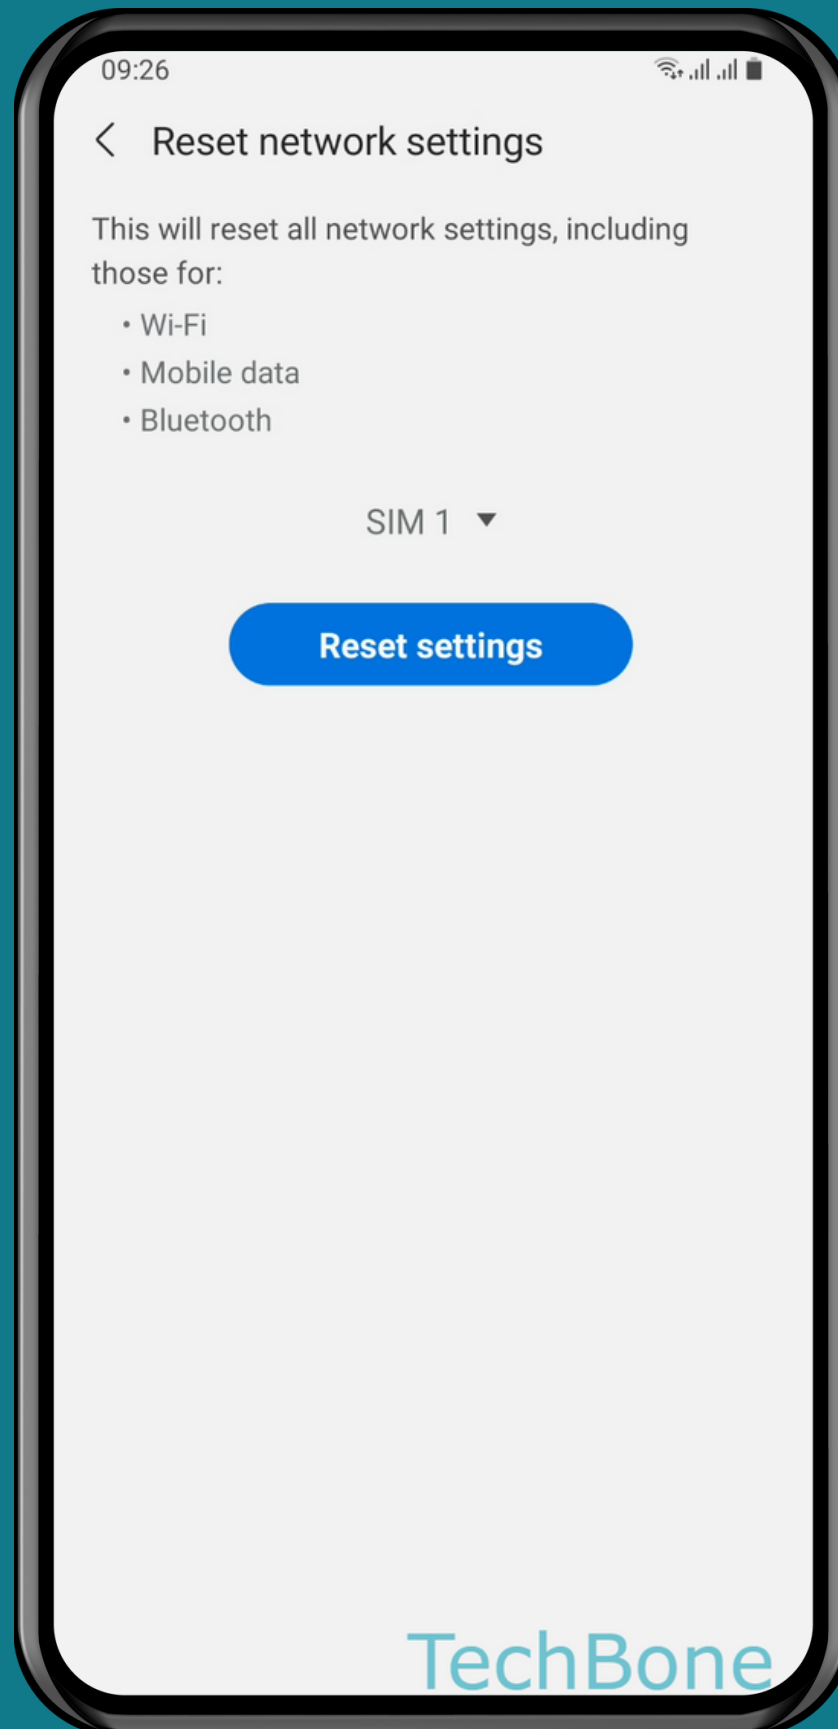 09:26
Reset network settings
This will reset all network settings, including
those for:
• Wi-Fi
• Mobile data
• Bluetooth
SIM 1
Reset settings
TechBone